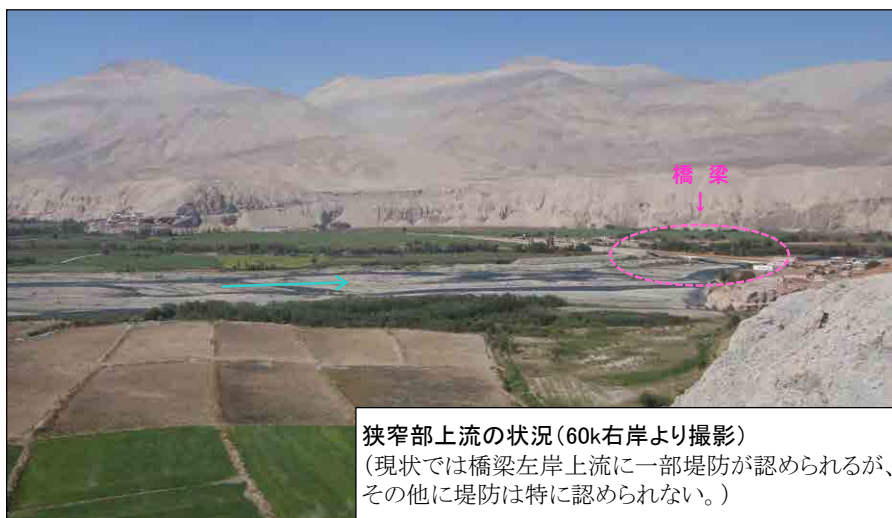 橋 梁
狭窄部上流の状況(60k右岸より撮影)
(現状では橋梁左岸上流に一部堤防が認められるが、
その他に堤防は特に認められない。)